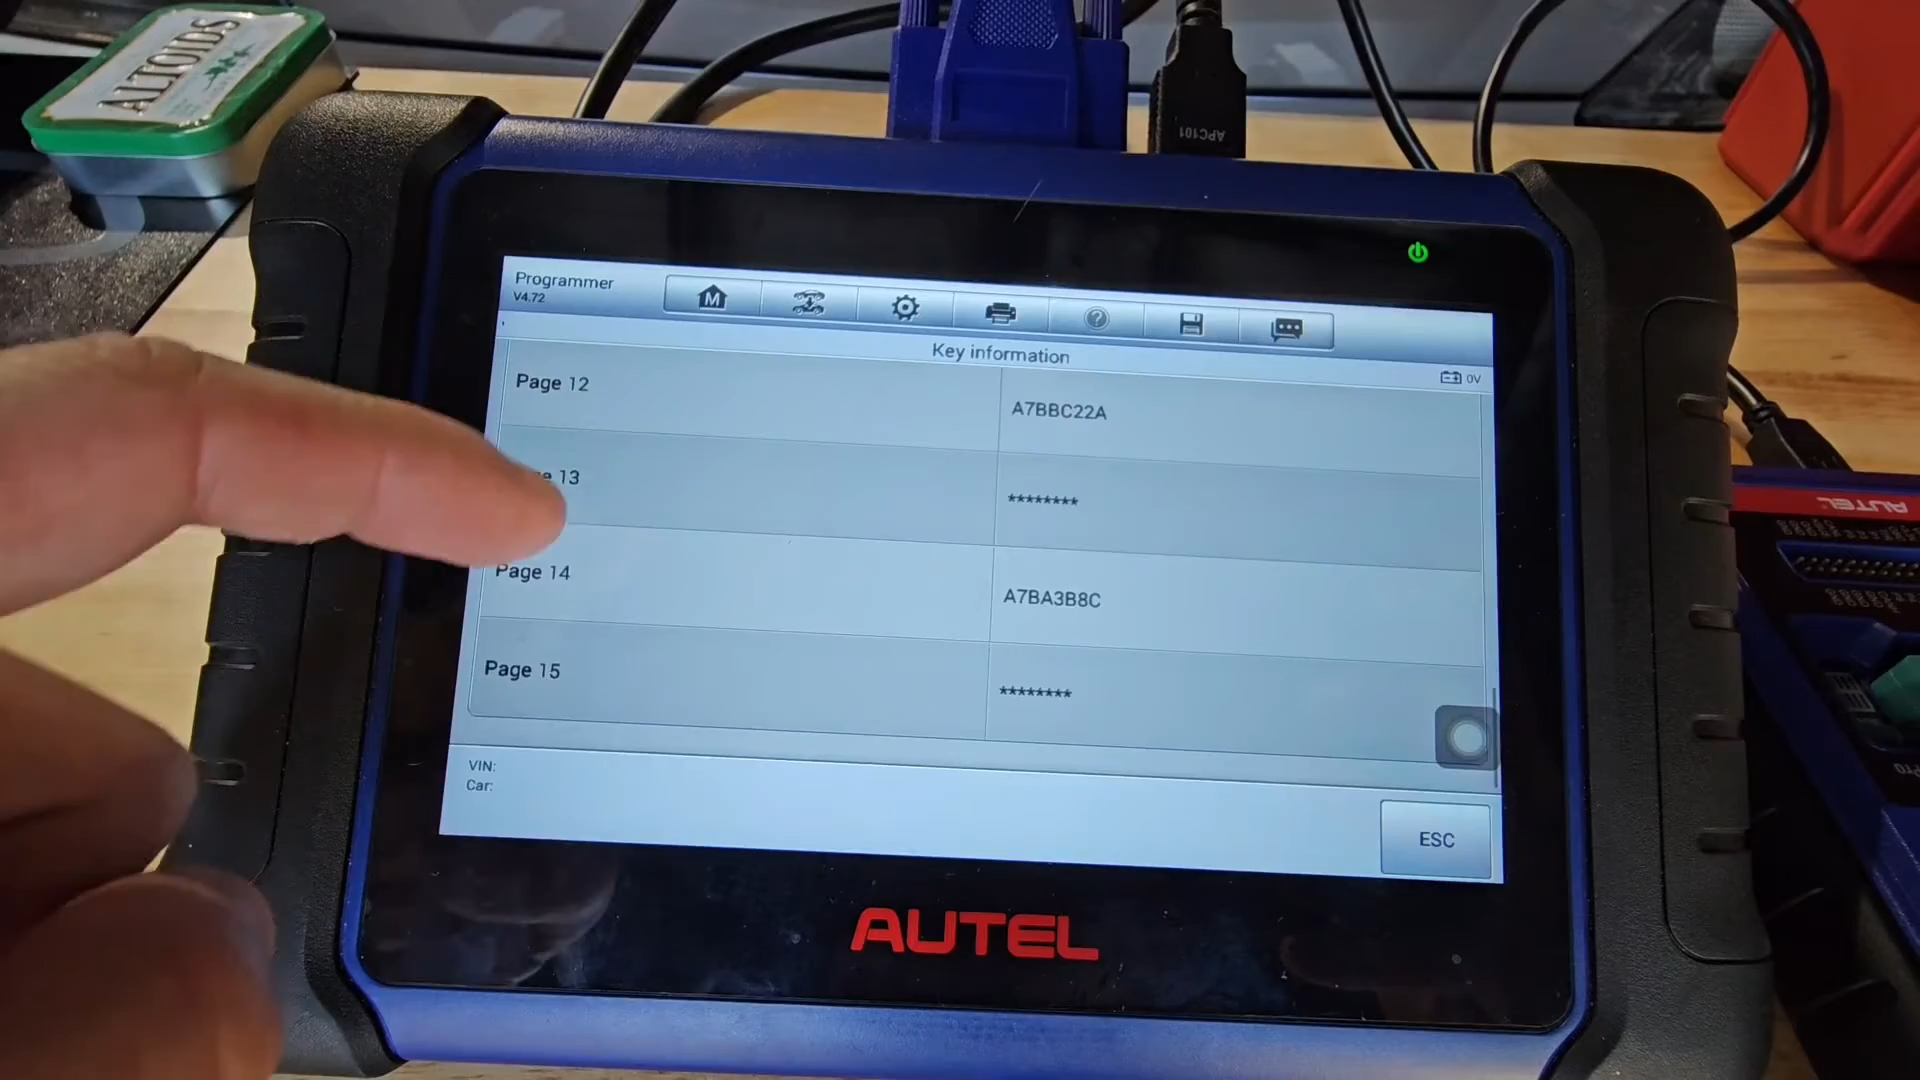 ALTOIDS
APC101
Programmer
V4.72
M
?
Key information
0V
Page 12
A7BBC22A
13
********
Page 14
A7BA3B8C
Page 15
********
VIN:
Car:
ESC
AUTEL
AUTEL